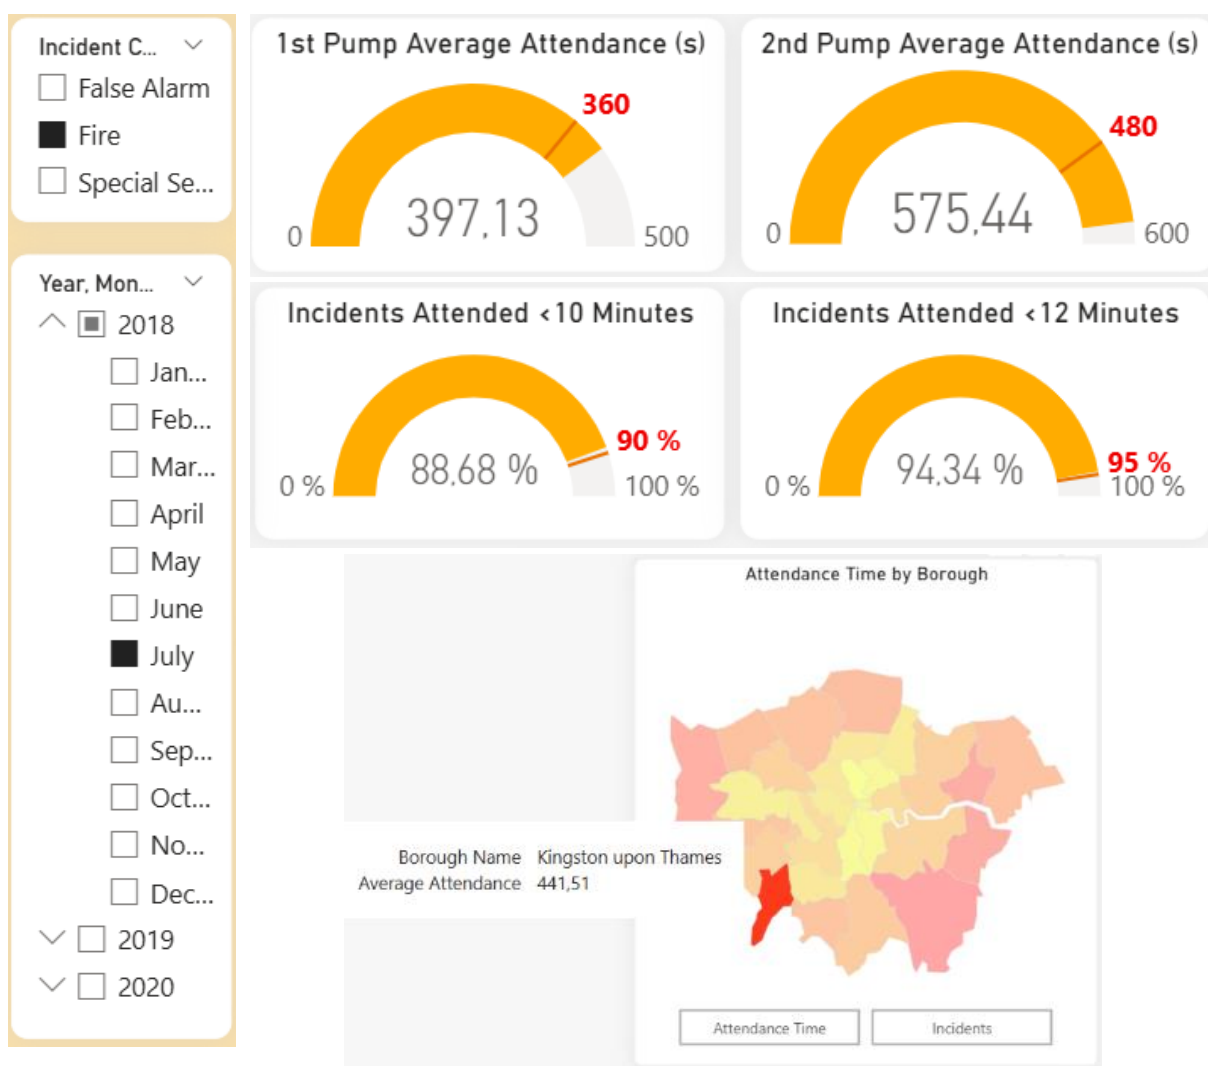 Incident C...
False Alarm
Fire
Special Se...
Year, Mon...
2018
Jan...
Feb...
Mar...
April
May
June
July
Au...
Sep...
Oct...
No...
Dec...
2019
2020
1st Pump Average Attendance (s)
360
397,13
0
500
2nd Pump Average Attendance (s)
480
575,44
0
600
Incidents Attended <10 Minutes
90 %
88,68 %
0 %
100 %
Incidents Attended <12 Minutes
95 %
94,34 %
0 %
100 %
Attendance Time by Borough
Borough Name Kingston upon Thames
Average Attendance 441,51
Attendance Time
Incidents